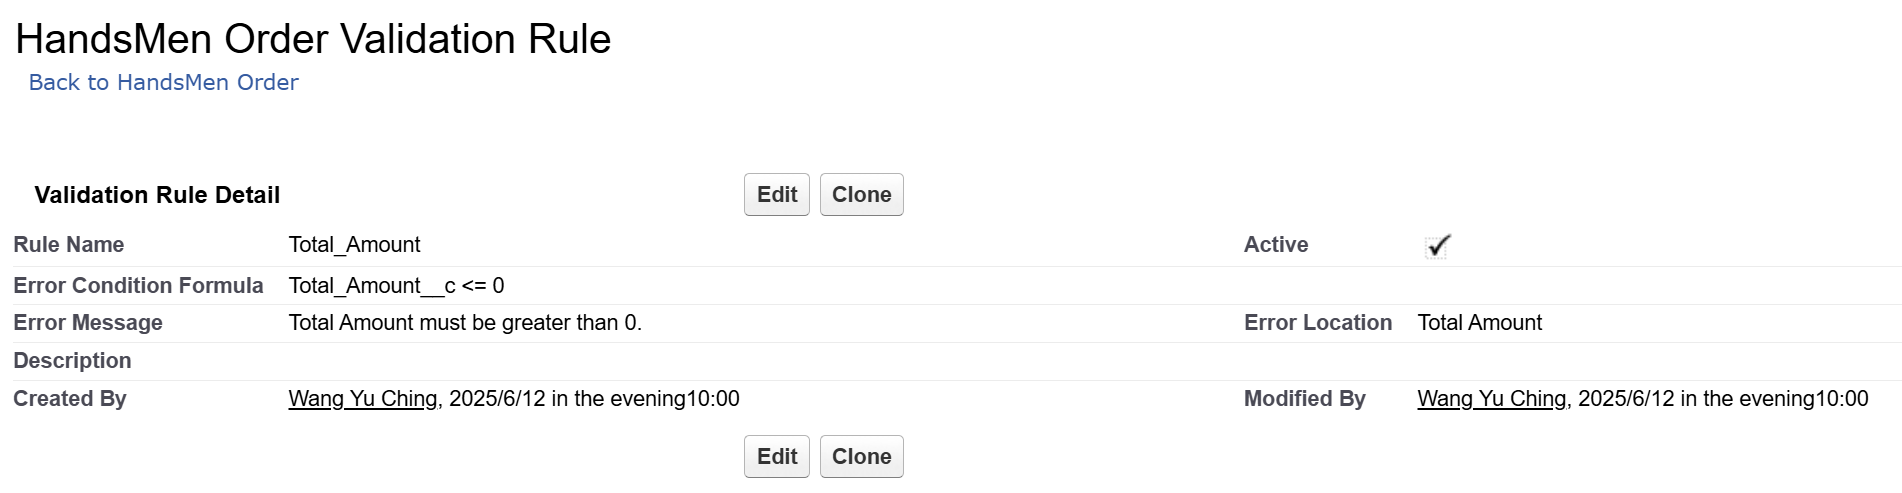 HandsMen Order Validation Rule
Back to HandsMen Order
Validation Rule Detail Edit Clone
Rule Name Total_Amount Active
Error Condition Formula Total_Amount__c <= 0
Error Message Total Amount must be greater than 0. Error Location Total Amount
Description
Created By Wang Yu Ching, 2025/6/12 in the evening10:00 Modified By Wang Yu Ching, 2025/6/12 in the evening10:00
Edit Clone